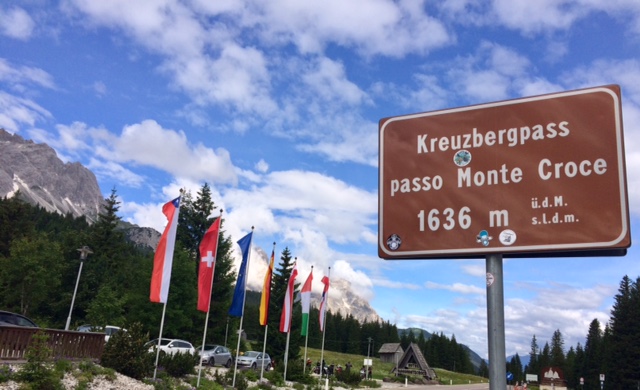 Kreuzbergpass
passo Monte Croce
1636 m ü.d.M.
s.l.d.m.